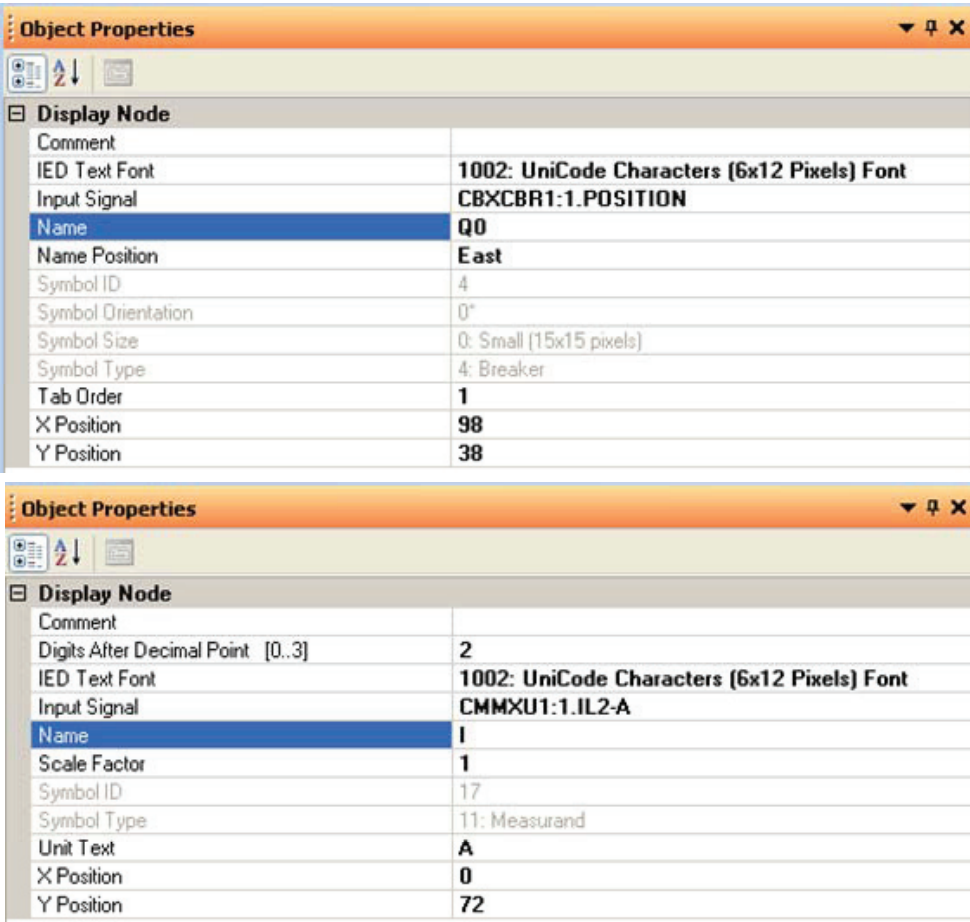 Object Properties
Display Node
Comment
IED Text Font 1002: UniCode Characters (6x12 Pixels) Font
Input Signal CBXCBR1:1.POSITION
Name Q0
Name Position East
Symbol ID 4
Symbol Orientation 0°
Symbol Size 0: Small (15x15 pixels)
Symbol Type 4: Breaker
Tab Order 1
X Position 98
Y Position 38
Object Properties
Display Node
Comment
Digits After Decimal Point [0..3] 2
IED Text Font 1002: UniCode Characters (6x12 Pixels) Font
Input Signal CMMXU1:1.IL2-A
Name I
Scale Factor 1
Symbol ID 17
Symbol Type 11: Measurand
Unit Text A
X Position 0
Y Position 72